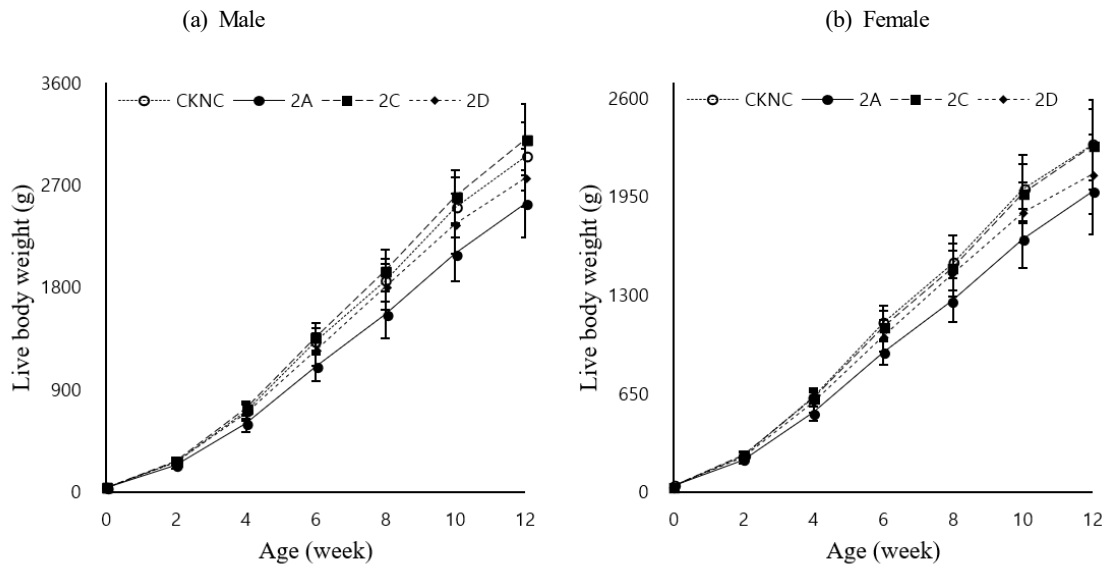 (a) Male
3600
CKNC 2A 2C 2D
2700
1800
900
0
Live body weight (g)
0 2 4 6 8 10 12
Age (week)
(b) Female
2600
CKNC 2A 2C 2D
1950
1300
650
0
Live body weight (g)
0 2 4 6 8 10 12
Age (week)